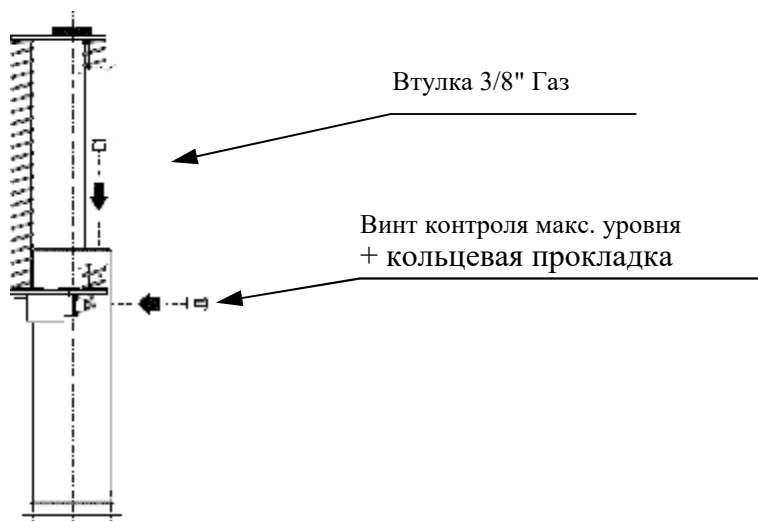 Втулка 3/8" Газ
Винт контроля макс. уровня
+ кольцевая прокладка